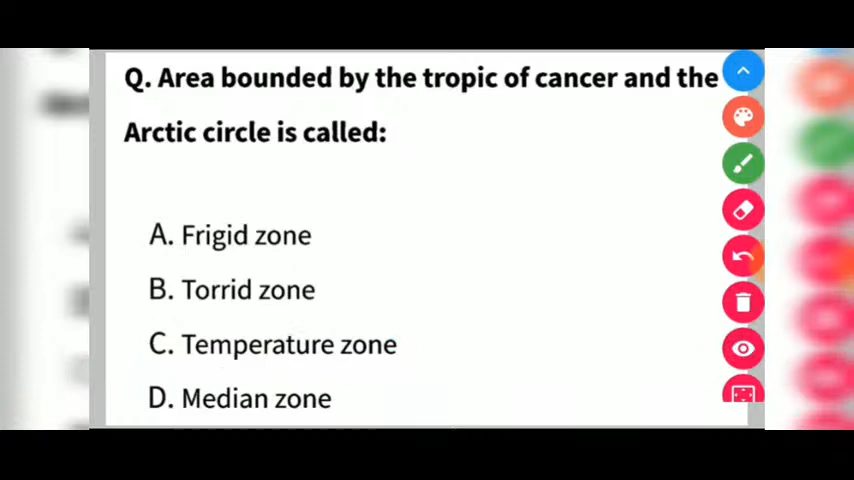 Q. Area bounded by the tropic of cancer and the
Arctic circle is called:
A. Frigid zone
B. Torrid zone
C. Temperature zone
D. Median zone